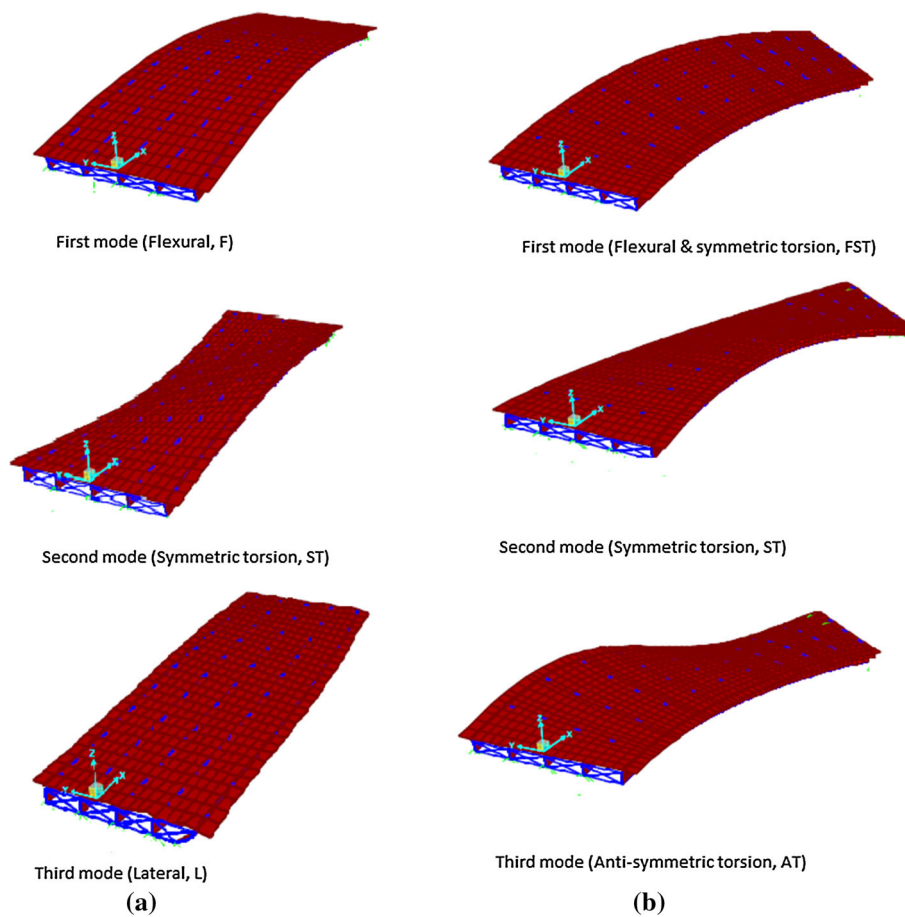 Z
Y
X
First mode (Flexural, F)
Z
Y
X
First mode (Flexural & symmetric torsion, FST)
Z
Y
X
Second mode (Symmetric torsion, ST)
Z
Y
X
Second mode (Symmetric torsion, ST)
Z
Y
X
Third mode (Lateral, L)
Z
Y
X
Third mode (Anti-symmetric torsion, AT)
(a)
(b)